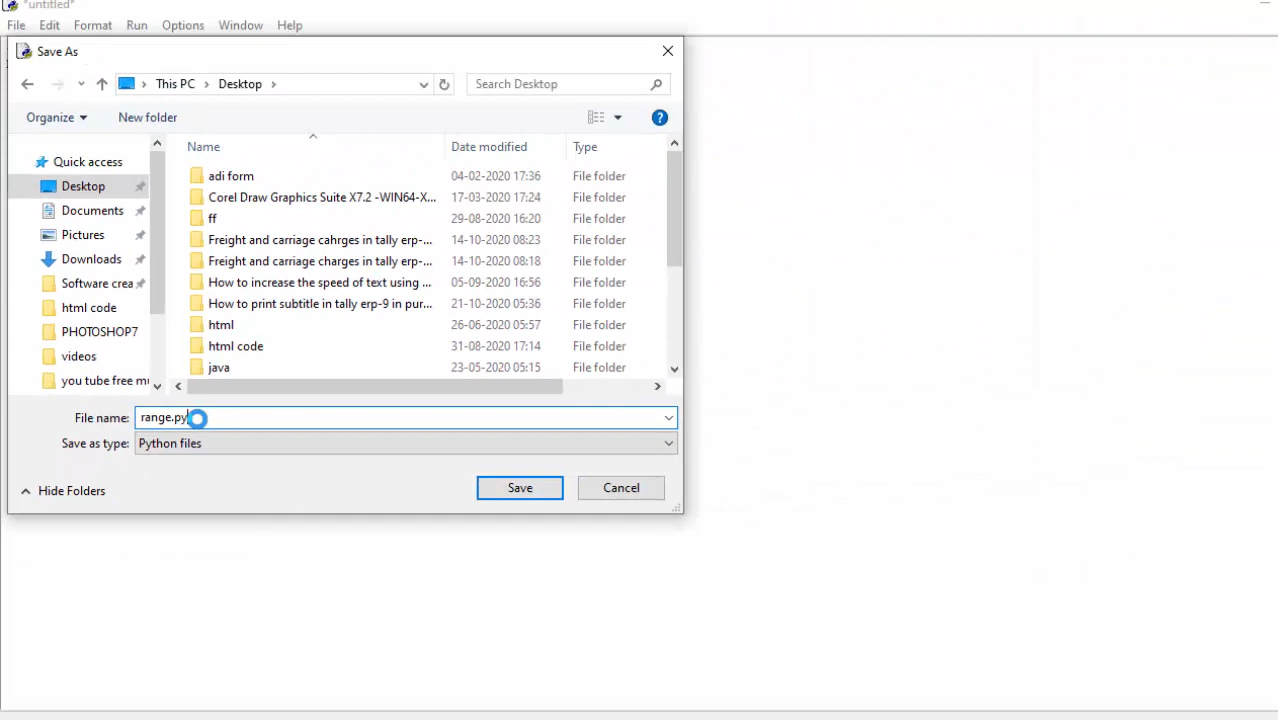 *untitled*
File Edit Format Run Options Window Help
Save As
This PC Desktop Search Desktop
Organize New folder
Name Date modified Type
Quick access
Desktop
Documents
Pictures
Downloads
Software crea
html code
PHOTOSHOP7
videos
you tube free mu
adi form 04-02-2020 17:36 File folder
Corel Draw Graphics Suite X7.2 -WIN64-X... 17-03-2020 17:24 File folder
ff 29-08-2020 16:20 File folder
Freight and carriage cahrges in tally erp-... 14-10-2020 08:23 File folder
Freight and carriage charges in tally erp-... 14-10-2020 08:18 File folder
How to increase the speed of text using ... 05-09-2020 16:56 File folder
How to print subtitle in tally erp-9 in pur... 21-10-2020 05:36 File folder
html 26-06-2020 05:57 File folder
html code 31-08-2020 17:14 File folder
java 23-05-2020 05:15 File folder
File name: range.py
Save as type: Python files
Hide Folders Save Cancel